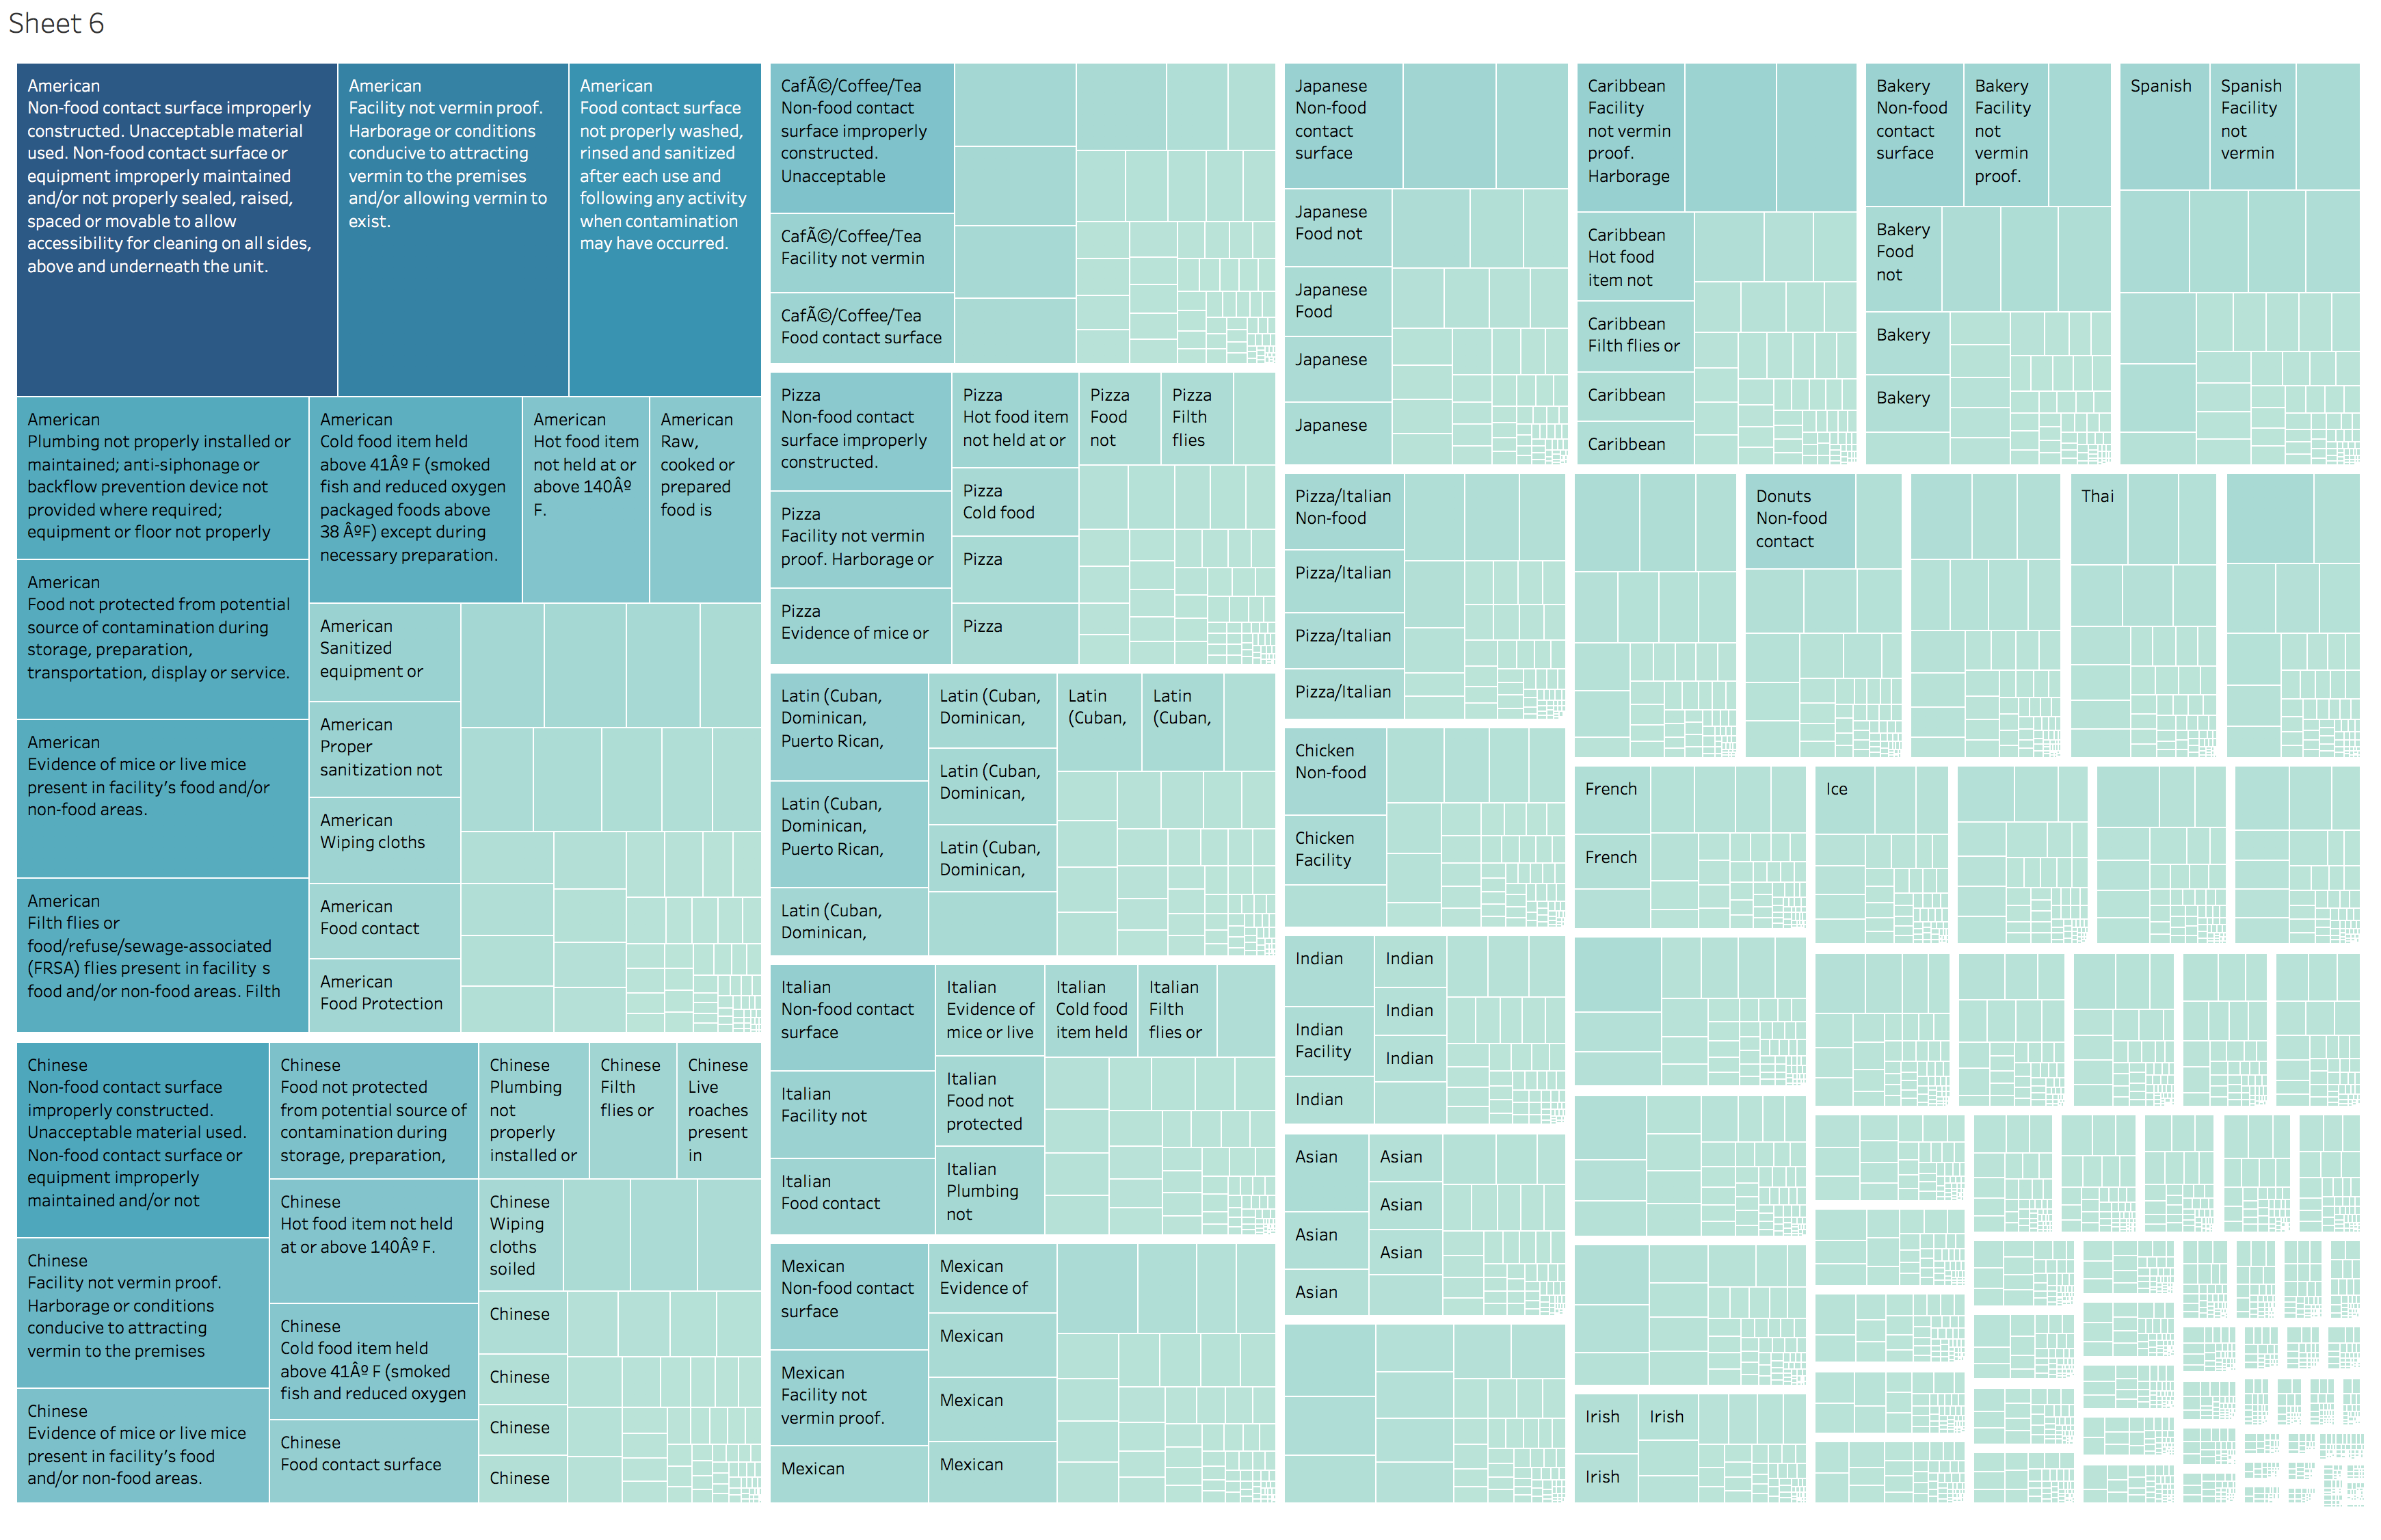 Sheet 6
American
Non-food contact surface improperly
constructed. Unacceptable material
used. Non-food contact surface or
equipment improperly maintained
and/or not properly sealed, raised,
spaced or movable to allow
accessibility for cleaning on all sides,
above and underneath the unit.
American
Facility not vermin proof.
Harborage or conditions
conducive to attracting
vermin to the premises
and/or allowing vermin to
exist.
American
Food contact surface
not properly washed,
rinsed and sanitized
after each use and
following any activity
when contamination
may have occurred.
American
Plumbing not properly installed or
maintained; anti-siphonage or
backflow prevention device not
provided where required;
equipment or floor not properly
American
Food not protected from potential
source of contamination during
storage, preparation,
transportation, display or service.
American
Evidence of mice or live mice
present in facility's food and/or
non-food areas.
American
Filth flies or
food/refuse/sewage-associated
(FRSA) flies present in facility s
food and/or non-food areas. Filth
American
Cold food item held
above 41Âº F (smoked
fish and reduced oxygen
packaged foods above
38 ÂºF) except during
necessary preparation.
American
Hot food item
not held at or
above 140Âº
F.
American
Raw,
cooked or
prepared
food is
American
Sanitized
equipment or
American
Proper
sanitization not
American
Wiping cloths
American
Food contact
American
Food Protection
Chinese
Non-food contact surface
improperly constructed.
Unacceptable material used.
Non-food contact surface or
equipment improperly
maintained and/or not
Chinese
Facility not vermin proof.
Harborage or conditions
conducive to attracting
vermin to the premises
Chinese
Evidence of mice or live mice
present in facility's food
and/or non-food areas.
Chinese
Food not protected
from potential source of
contamination during
storage, preparation,
Chinese
Hot food item not held
at or above 140Âº F.
Chinese
Cold food item held
above 41Âº F (smoked
fish and reduced oxygen
Chinese
Food contact surface
Chinese
Plumbing
not
properly
installed or
Chinese
Filth
flies or
Chinese
Live
roaches
present
in
Chinese
Wiping
cloths
soiled
Chinese
Chinese
Chinese
Chinese
CafÃ©/Coffee/Tea
Non-food contact
surface improperly
constructed.
Unacceptable
CafÃ©/Coffee/Tea
Facility not vermin
CafÃ©/Coffee/Tea
Food contact surface
Pizza
Non-food contact
surface improperly
constructed.
Pizza
Facility not vermin
proof. Harborage or
Pizza
Evidence of mice or
Pizza
Hot food item
not held at or
Pizza
Cold food
Pizza
Pizza
Pizza
Food
not
Pizza
Filth
flies
Latin (Cuban,
Dominican,
Puerto Rican,
Latin (Cuban,
Dominican,
Puerto Rican,
Latin (Cuban,
Dominican,
Latin (Cuban,
Dominican,
Latin (Cuban,
Dominican,
Latin (Cuban,
Dominican,
Latin
(Cuban,
Latin
(Cuban,
Italian
Non-food contact
surface
Italian
Facility not
Italian
Food contact
Italian
Evidence of
mice or live
Italian
Food not
protected
Italian
Plumbing
not
Italian
Cold food
item held
Italian
Filth
flies or
Mexican
Non-food contact
surface
Mexican
Facility not
vermin proof.
Mexican
Mexican
Evidence of
Mexican
Mexican
Mexican
Japanese
Non-food
contact
surface
Japanese
Food not
Japanese
Food
Japanese
Japanese
Pizza/Italian
Non-food
Pizza/Italian
Pizza/Italian
Pizza/Italian
Chicken
Non-food
Chicken
Facility
Indian
Indian
Facility
Indian
Indian
Indian
Indian
Asian
Asian
Asian
Asian
Asian
Asian
Caribbean
Facility
not vermin
proof.
Harborage
Caribbean
Hot food
item not
Caribbean
Filth flies or
Caribbean
Caribbean
Bakery
Non-food
contact
surface
Bakery
Facility
not
vermin
proof.
Bakery
Food
not
Bakery
Bakery
Spanish
Spanish
Facility
not
vermin
Donuts
Non-food
contact
Thai
French
French
Ice
Irish
Irish
Irish